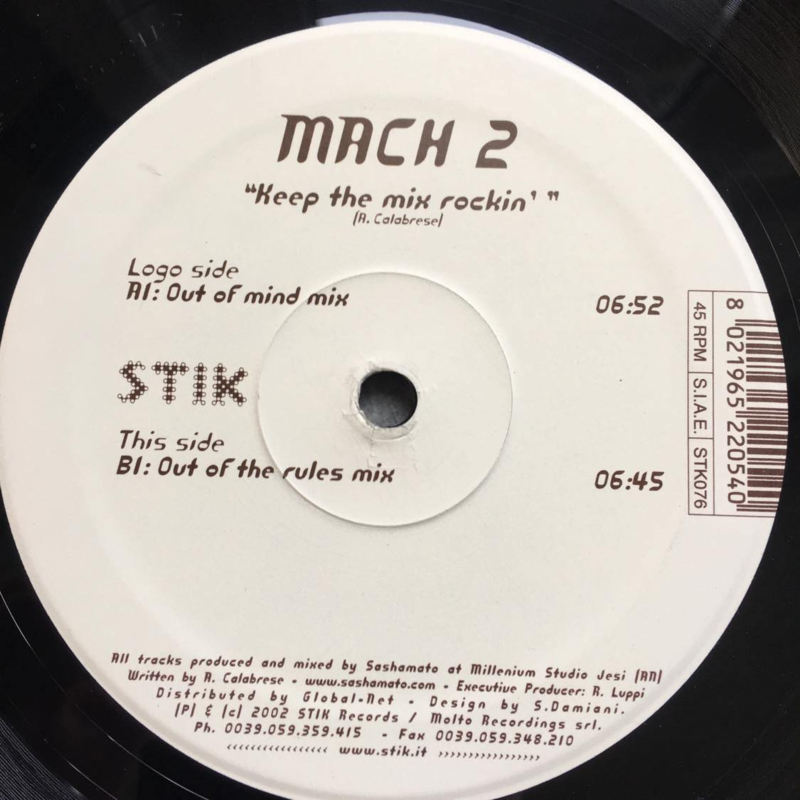 MACH 2
"Keep the mix rockin' "
(A. Calabrese)
Logo side
A1: Out of mind mix 06:52
STIK
This side
B1: Out of the rules mix 06:45
8 021965 220540
45 RPM S.I.A.E. STK076
All tracks produced and mixed by Sashamato at Millenium Studio Jesi (AN)
Written by A. Calabrese - www.sashamato.com - Executive Producer: R. Luppi
Distributed by Global-Net - Design by S.Damiani.
(P) & (c) 2002 STIK Records / Molto Recordings srl.
Ph. 0039.059.359.415 - Fax 0039.059.348.210
‹‹‹‹‹‹‹‹‹‹‹‹‹‹‹‹‹ www.stik.it ›››››››››››››››››